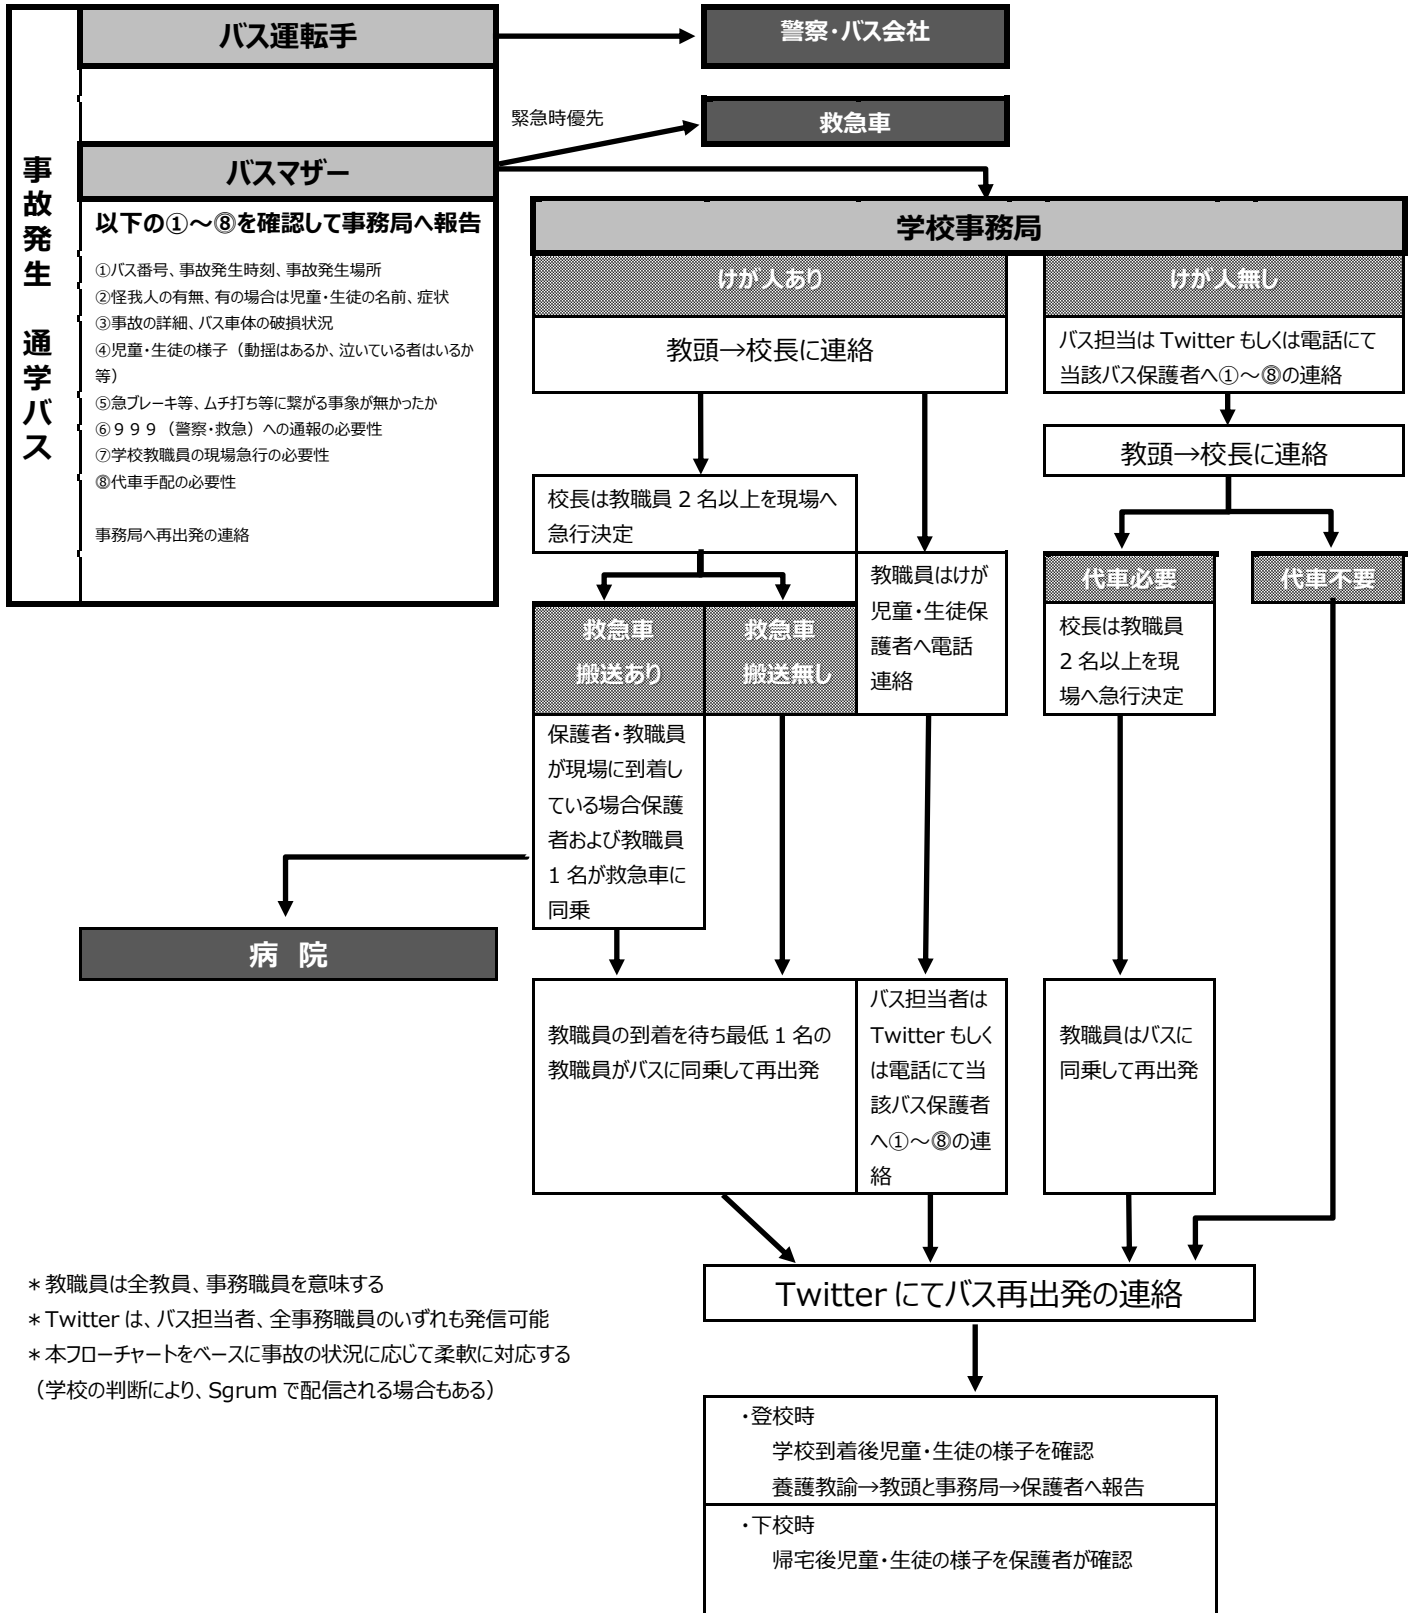 バス運転手
警察・バス会社
緊急時優先
救急車
事故発生　通学バス
バスマザー
以下の①～⑧を確認して事務局へ報告
①バス番号、事故発生時刻、事故発生場所
②怪我人の有無、有の場合は児童・生徒の名前、症状
③事故の詳細、バス車体の破損状況
④児童・生徒の様子（動揺はあるか、泣いている者はいるか
等）
⑤急ブレーキ等、ムチ打ち等に繋がる事象が無かったか
⑥９９９（警察・救急）への通報の必要性
⑦学校教職員の現場急行の必要性
⑧代車手配の必要性
事務局へ再出発の連絡
学校事務局
けが人あり
けが人無し
教頭→校長に連絡
バス担当は Twitter もしくは電話にて
当該バス保護者へ①～⑧の連絡
教頭→校長に連絡
校長は教職員 2 名以上を現場へ
急行決定
教職員はけが
児童・生徒保
護者へ電話
連絡
代車必要
代車不要
救急車
搬送あり
救急車
搬送無し
校長は教職員
2 名以上を現
場へ急行決定
保護者・教職員
が現場に到着し
ている場合保護
者および教職員
1 名が救急車に
同乗
病 院
教職員の到着を待ち最低 1 名の
教職員がバスに同乗して再出発
バス担当者は
Twitter もしく
は電話にて当
該バス保護者
へ①～⑧の連
絡
教職員はバスに
同乗して再出発
＊教職員は全教員、事務職員を意味する
＊Twitter は、バス担当者、全事務職員のいずれも発信可能
＊本フローチャートをベースに事故の状況に応じて柔軟に対応する
（学校の判断により、Sgrum で配信される場合もある）
Twitter にてバス再出発の連絡
・登校時
学校到着後児童・生徒の様子を確認
養護教諭→教頭と事務局→保護者へ報告
・下校時
帰宅後児童・生徒の様子を保護者が確認